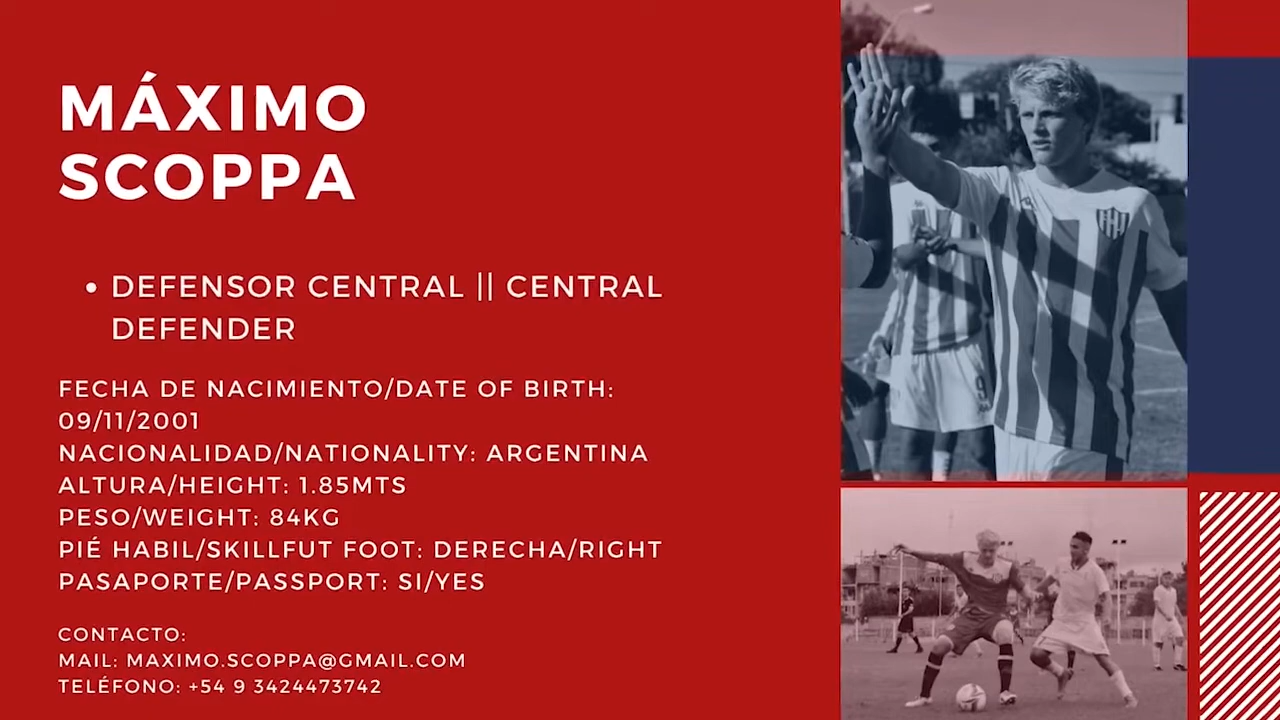 MÁXIMO
SCOPPA
• DEFENSOR CENTRAL || CENTRAL
DEFENDER
FECHA DE NACIMIENTO/DATE OF BIRTH:
09/11/2001
NACIONALIDAD/NATIONALITY: ARGENTINA
ALTURA/HEIGHT: 1.85MTS
PESO/WEIGHT: 84KG
PIÉ HABIL/SKILLFUT FOOT: DERECHA/RIGHT
PASAPORTE/PASSPORT: SI/YES
CONTACTO:
MAIL: MAXIMO.SCOPPA@GMAIL.COM
TELÉFONO: +54 9 3424473742
9